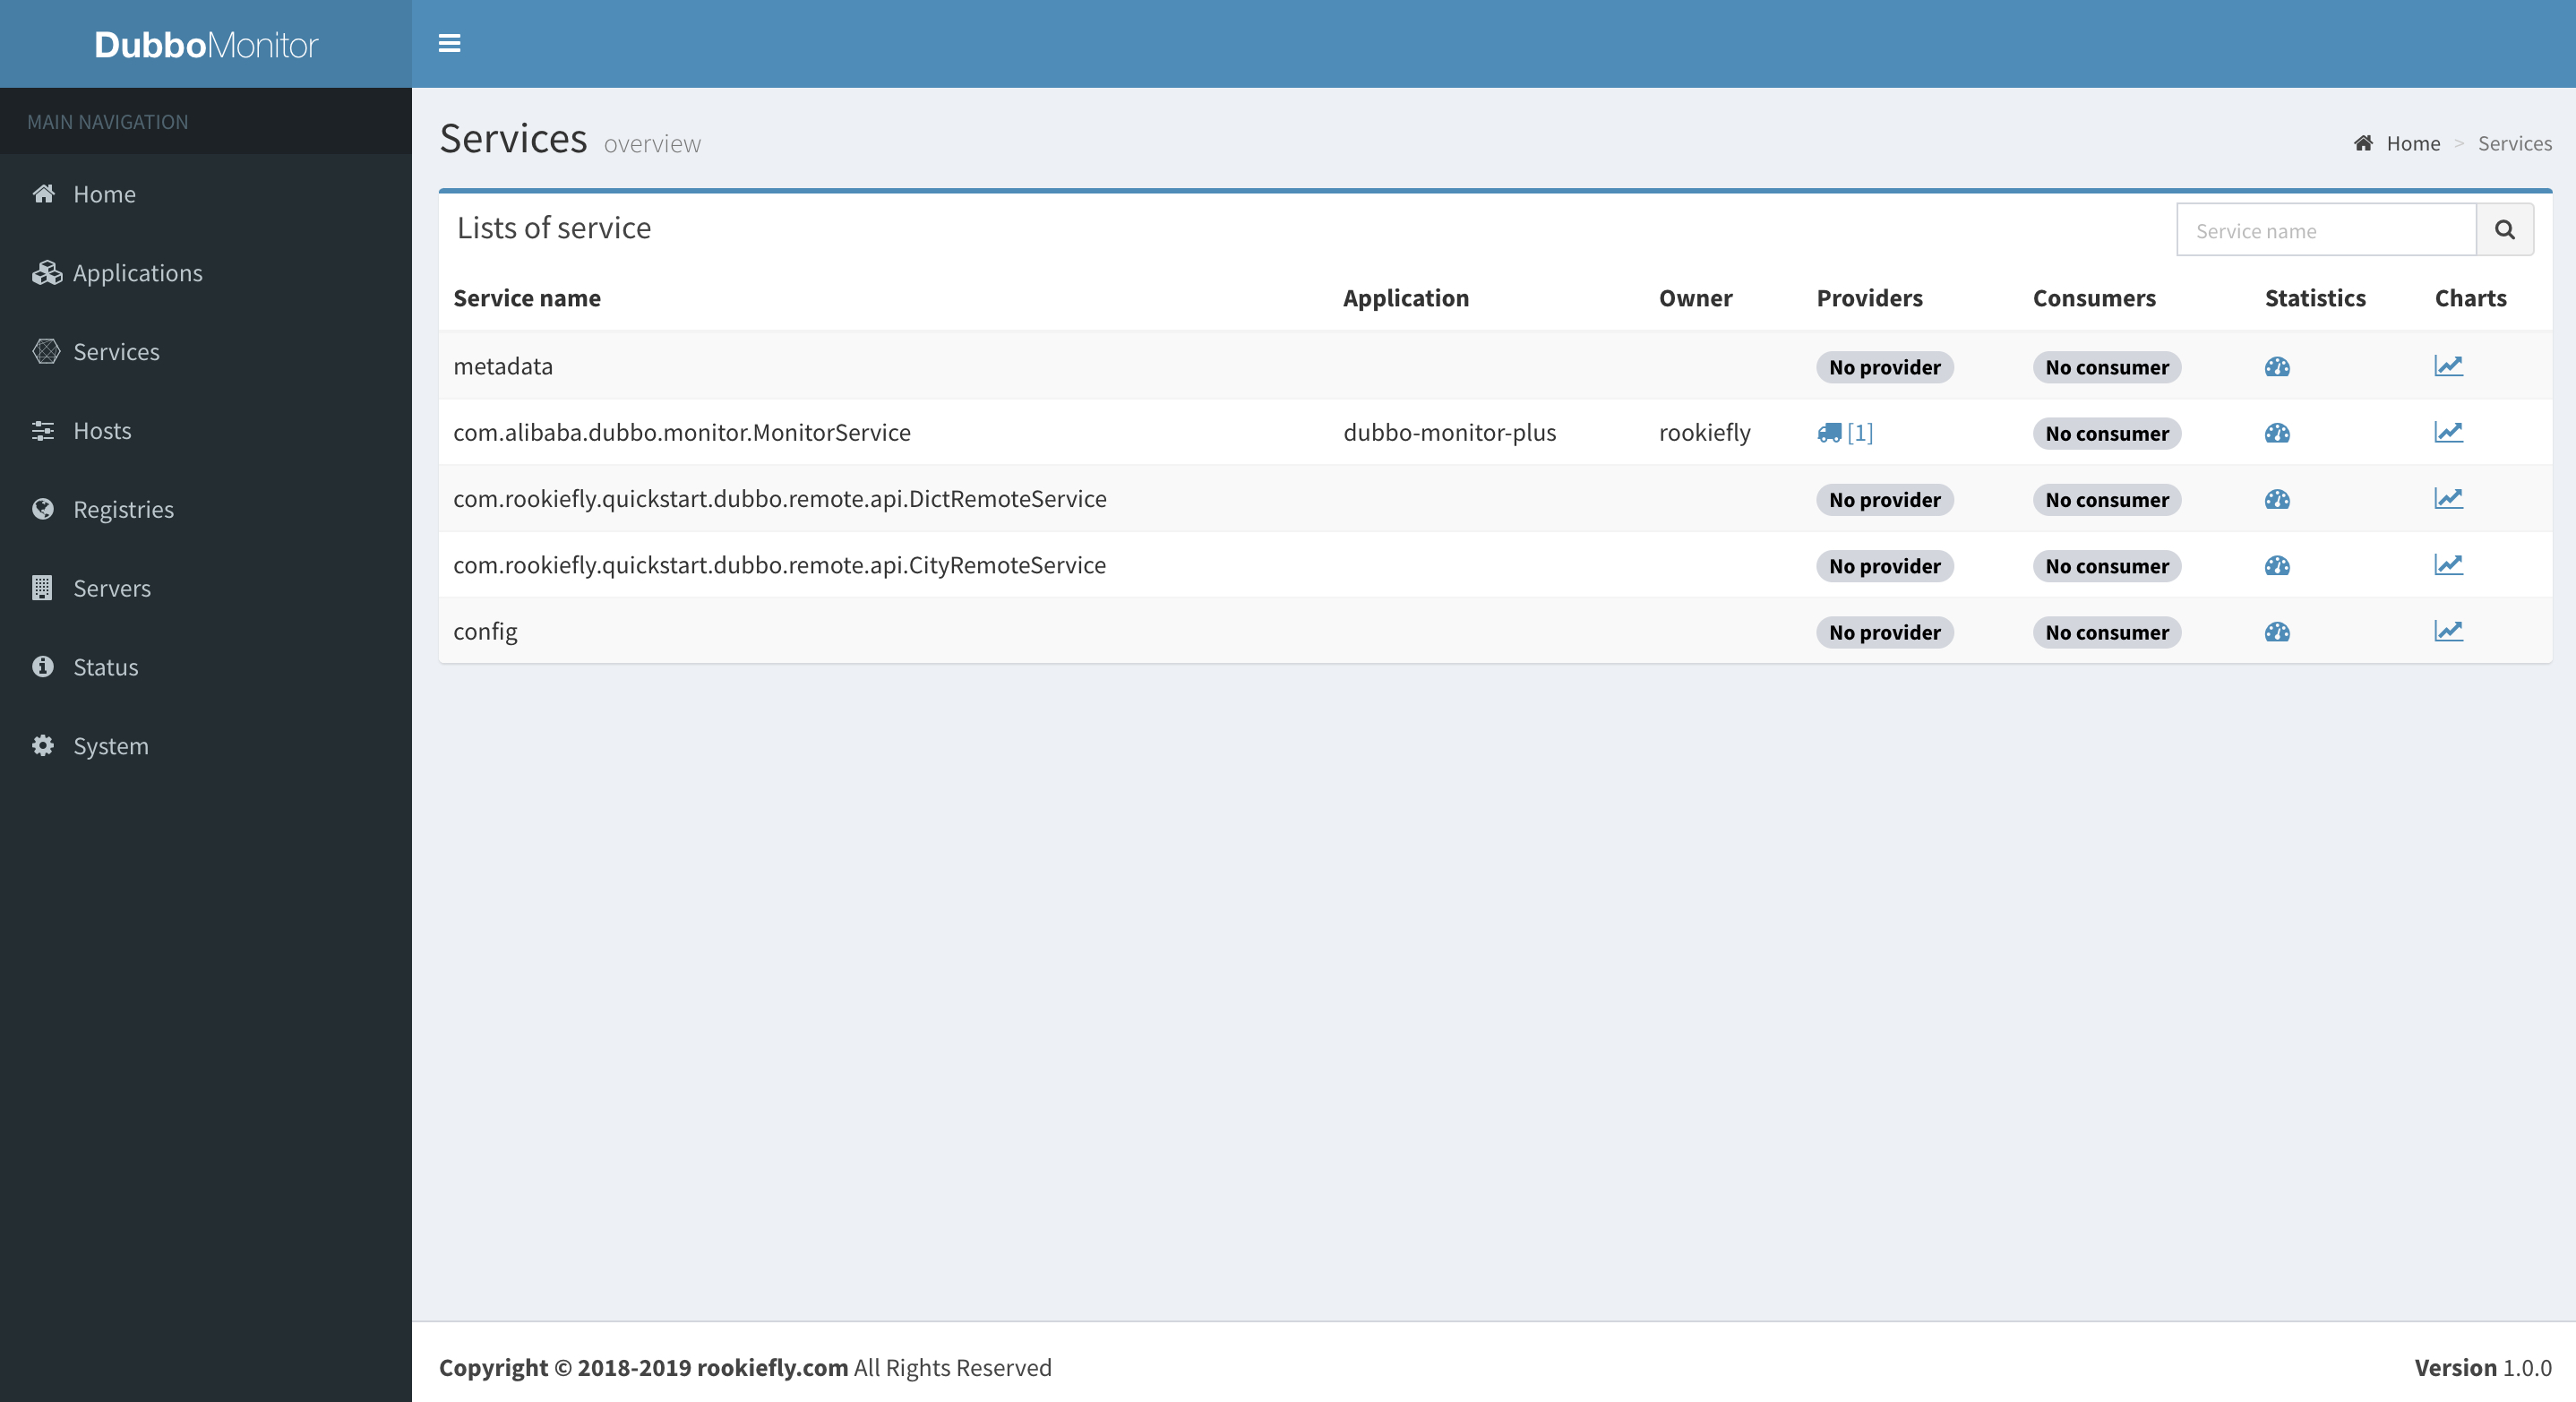 DubboMonitor
MAIN NAVIGATION
Home
Applications
Services
Hosts
Registries
Servers
Status
System
Services overview
Home > Services
Lists of service
Service name
Service name Application Owner Providers Consumers Statistics Charts
metadata No provider No consumer
com.alibaba.dubbo.monitor.MonitorService dubbo-monitor-plus rookiefly [1] No consumer
com.rookiefly.quickstart.dubbo.remote.api.DictRemoteService No provider No consumer
com.rookiefly.quickstart.dubbo.remote.api.CityRemoteService No provider No consumer
config No provider No consumer
Copyright © 2018-2019 rookiefly.com All Rights Reserved
Version 1.0.0